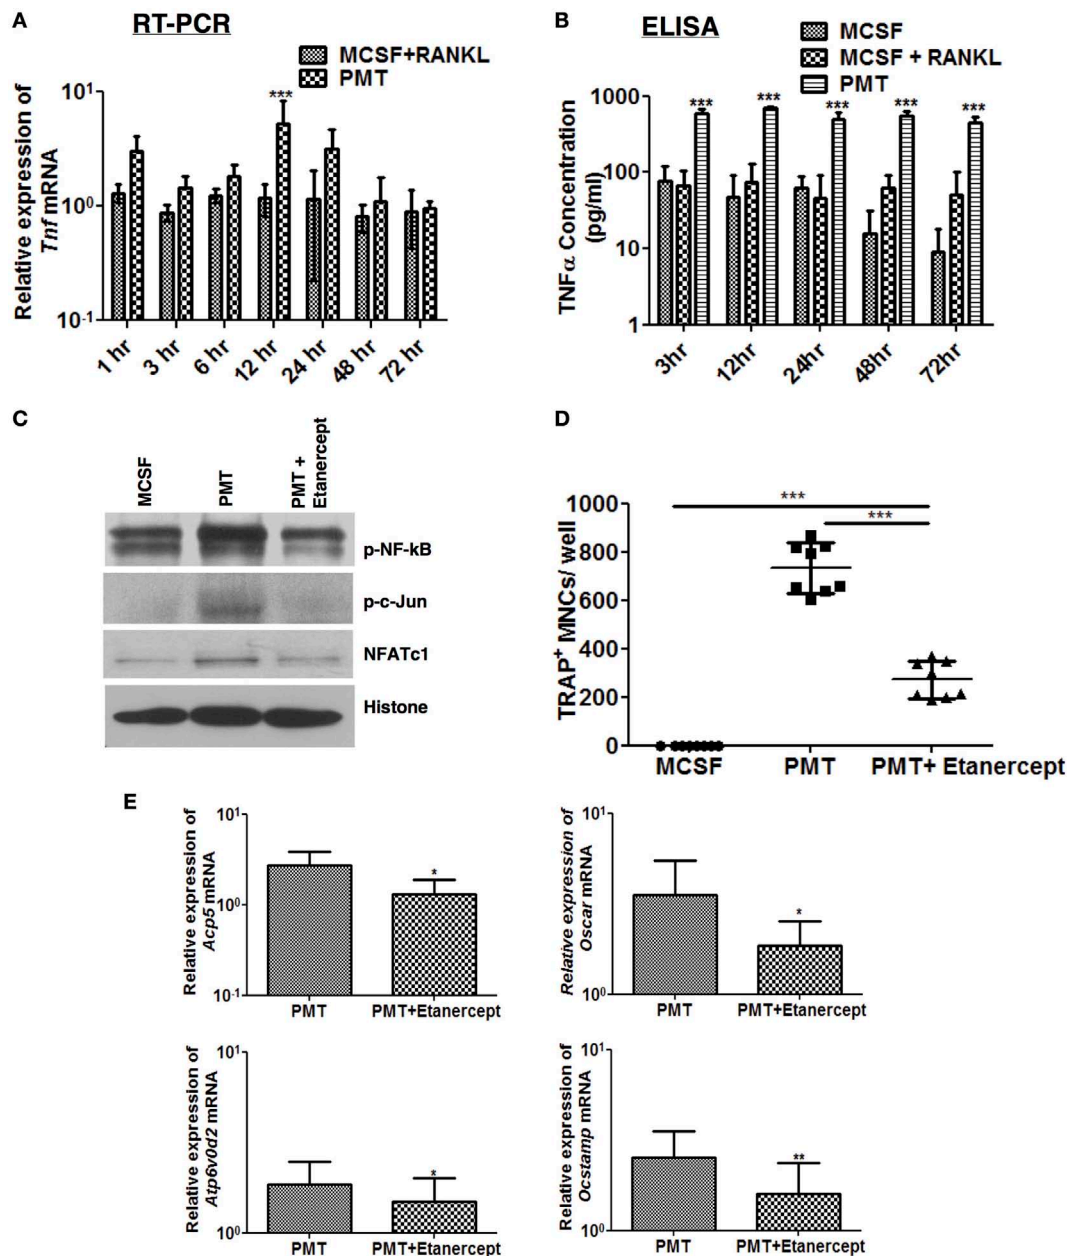 A
RT-PCR
MCSF+RANKL
PMT
Relative expression of
Tnf mRNA
10¹
10⁰
10⁻¹
***
1 hr
3 hr
6 hr
12 hr
24 hr
48 hr
72 hr
B
ELISA
MCSF
MCSF + RANKL
PMT
TNFα Concentration
(pg/ml)
1000
100
10
1
***
***
***
***
***
3hr
12hr
24hr
48hr
72hr
C
MCSF
PMT
PMT +
Etanercept
p-NF-kB
p-c-Jun
NFATc1
Histone
D
TRAP⁺ MNCs/ well
1000
800
600
400
200
0
***
***
MCSF
PMT
PMT+ Etanercept
E
Relative expression of
Acp5 mRNA
10¹
10⁰
10⁻¹
*
PMT
PMT+Etanercept
Relative expression of
Oscar mRNA
10¹
10⁰
*
PMT
PMT+Etanercept
Relative expression of
Atp6v0d2 mRNA
10¹
10⁰
*
PMT
PMT+Etanercept
Relative expression of
Ocstamp mRNA
10¹
10⁰
**
PMT
PMT+Etanercept